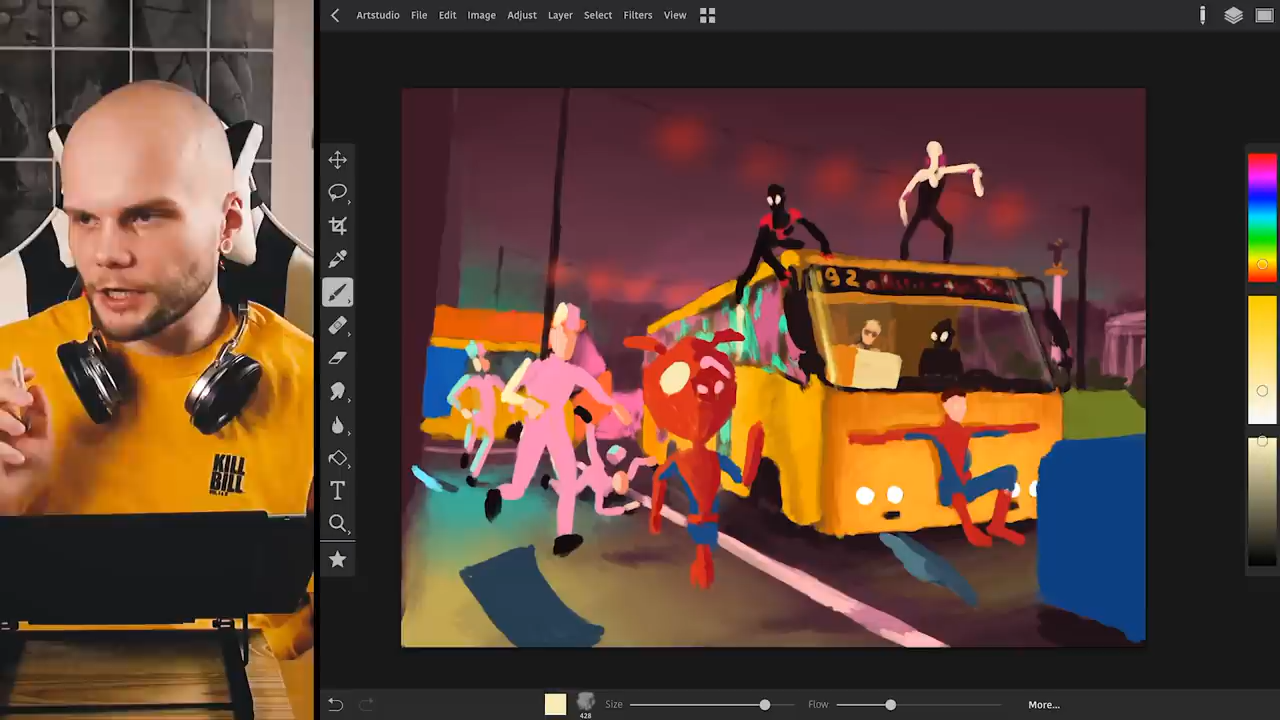 Artstudio File Edit Image Adjust Layer Select Filters View
92
KILL
BILL
T
428
Size
Flow
More...